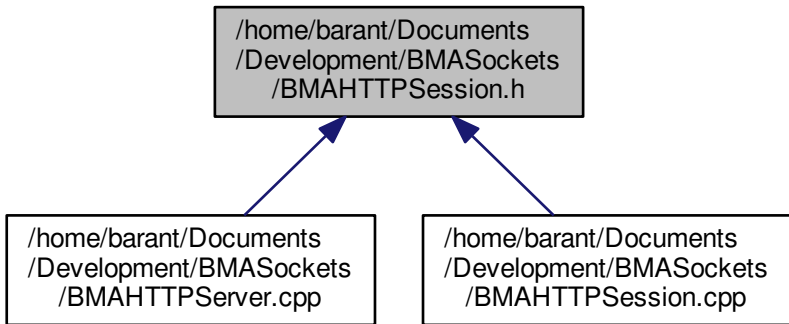 /home/barant/Documents
/Development/BMASockets
/BMAHTTPSession.h
/home/barant/Documents
/Development/BMASockets
/BMAHTTPServer.cpp
/home/barant/Documents
/Development/BMASockets
/BMAHTTPSession.cpp